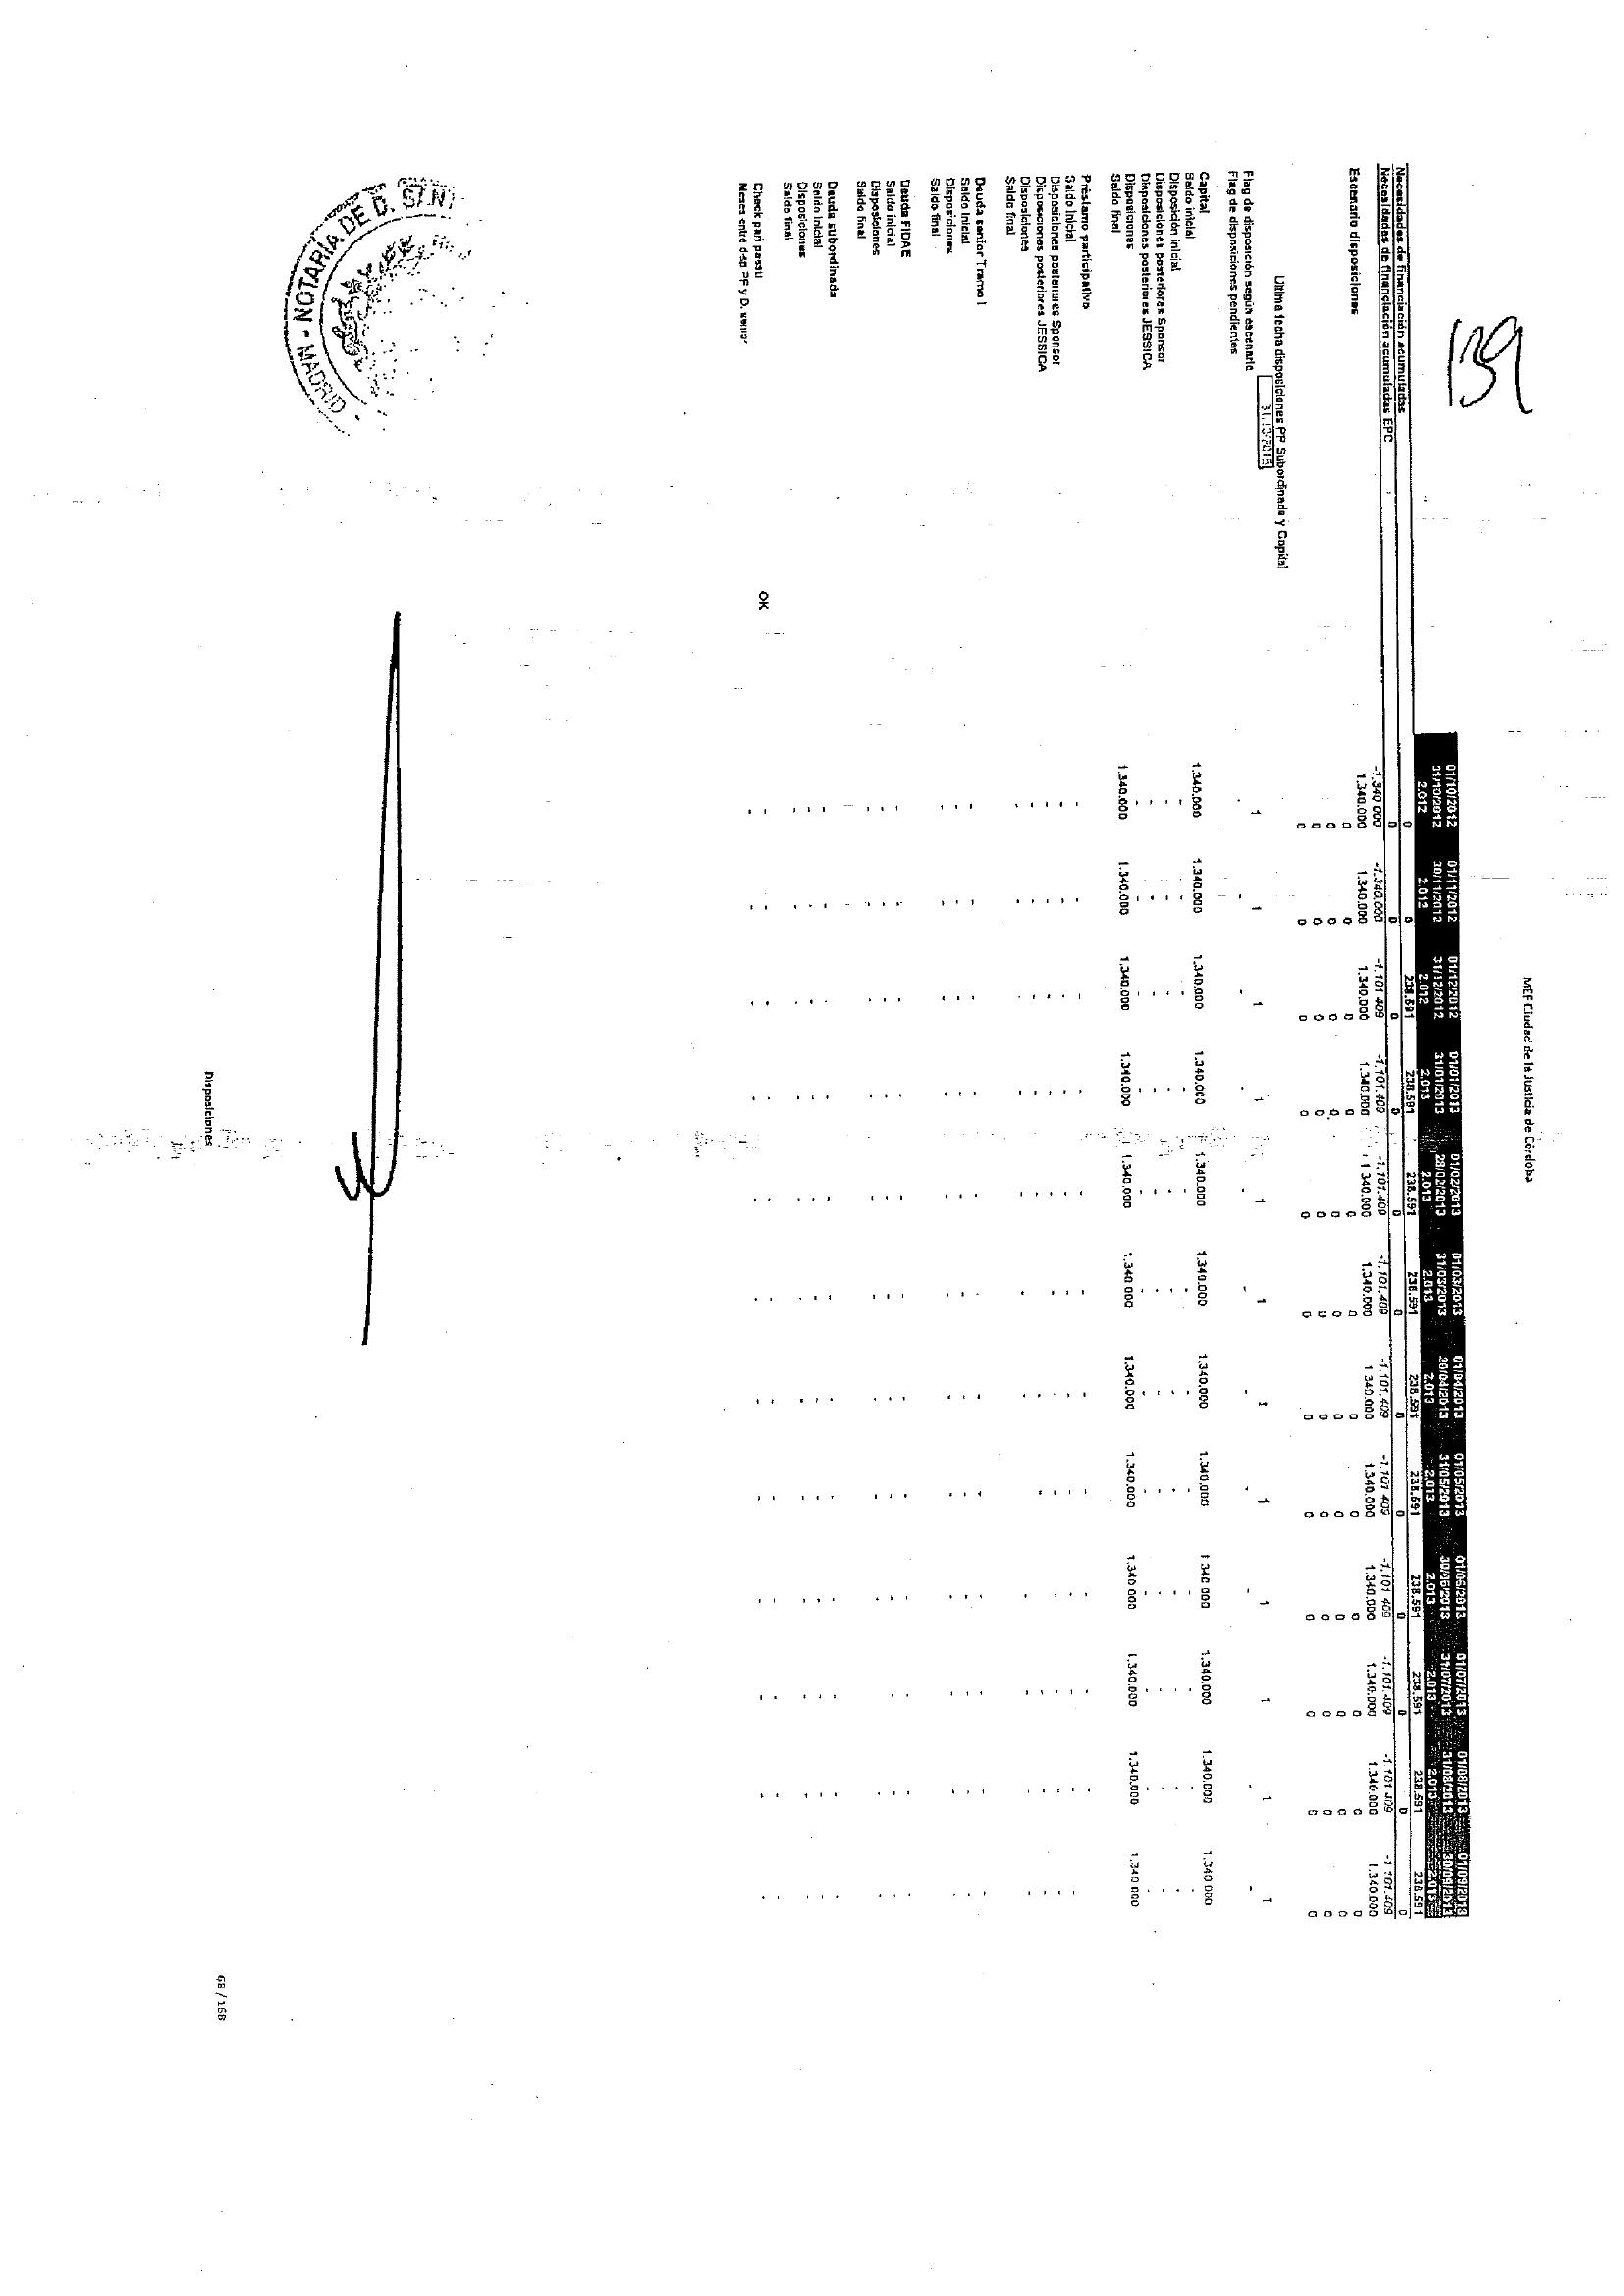 139
MEF Ciudad de la Justicia de Córdoba
01/10/2012 01/11/2012 01/12/2012 01/01/2013 01/02/2013 01/03/2013 01/04/2013 01/05/2013 01/06/2013 01/07/2013 01/08/2013 01/09/2013
31/10/2012 30/11/2012 31/12/2012 31/01/2013 28/02/2013 31/03/2013 30/04/2013 31/05/2013 30/06/2013 31/07/2013 31/08/2013 30/09/2013
2.012 2.012 2.012 2.013 2.013 2.013 2.013 2.013 2.013 2.013 2.013 2.013
Necesidades de financiación acumuladas 0 0 238.591 238.591 238.591 238.591 238.591 238.591 238.591 238.591 238.591 238.591
Necesidades de financiación acumuladas EPC 0 0 0 0 0 0 0 0 0 0 0 0
-1.340.000 -1.340.000 -1.101.409 -1.101.409 -1.101.409 -1.101.409 -1.101.409 -1.101.409 -1.101.409 -1.101.409 -1.101.409 -1.101.409
1.340.000 1.340.000 1.340.000 1.340.000 1.340.000 1.340.000 1.340.000 1.340.000 1.340.000 1.340.000 1.340.000 1.340.000
Escenario disposiciones 0 0 0 0 0 0 0 0 0 0 0 0
0 0 0 0 0 0 0 0 0 0 0 0
0 0 0 0 0 0 0 0 0 0 0 0
0 0 0 0 0 0 0 0 0 0 0 0
Ultima fecha disposiciones PP Subordinada y Capital
Flag de disposición según escenario 1 1 1 1 1 1 1 1 1 1 1 1
Flag de disposiciones pendientes
Capital
Saldo inicial 1.340.000 1.340.000 1.340.000 1.340.000 1.340.000 1.340.000 1.340.000 1.340.000 1.340.000 1.340.000 1.340.000 1.340.000
Disposición inicial
Disposiciones posteriores Sponsor
Disposiciones posteriores JESSICA
Disposiciones
Saldo final 1.340.000 1.340.000 1.340.000 1.340.000 1.340.000 1.340.000 1.340.000 1.340.000 1.340.000 1.340.000 1.340.000 1.340.000
Préstamo participativo
Saldo inicial
Disposiciones posteriores Sponsor
Disposiciones posteriores JESSICA
Disposiciones
Saldo final
Deuda senior Tramo I
Saldo inicial
Disposiciones
Saldo final
Deuda FIDAE
Saldo inicial
Disposiciones
Saldo final
Deuda subordinada
Saldo inicial
Disposiciones
Saldo final
Check pari passu OK
Meses entre d
PP y D.
NOTARÍA DE D. SANT
- MADRID -
Disposiciones
68 / 168